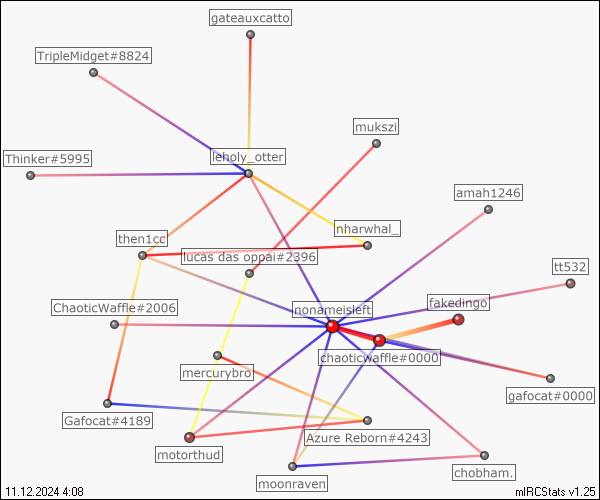 gateauxcatto
TripleMidget#8824
mukszi
Thinker#5995
leholy_otter
amah1246
nharwhal_
then1cc
lucas das oppai#2396
tt532
ChaoticWaffle#2006
nonameisleft
fakedingo
chaoticwaffle#0000
mercurybro
gafocat#0000
Gafocat#4189
Azure Reborn#4243
motorthud
chobham.
moonraven
11.12.2024 4:08
mIRCStats v1.25